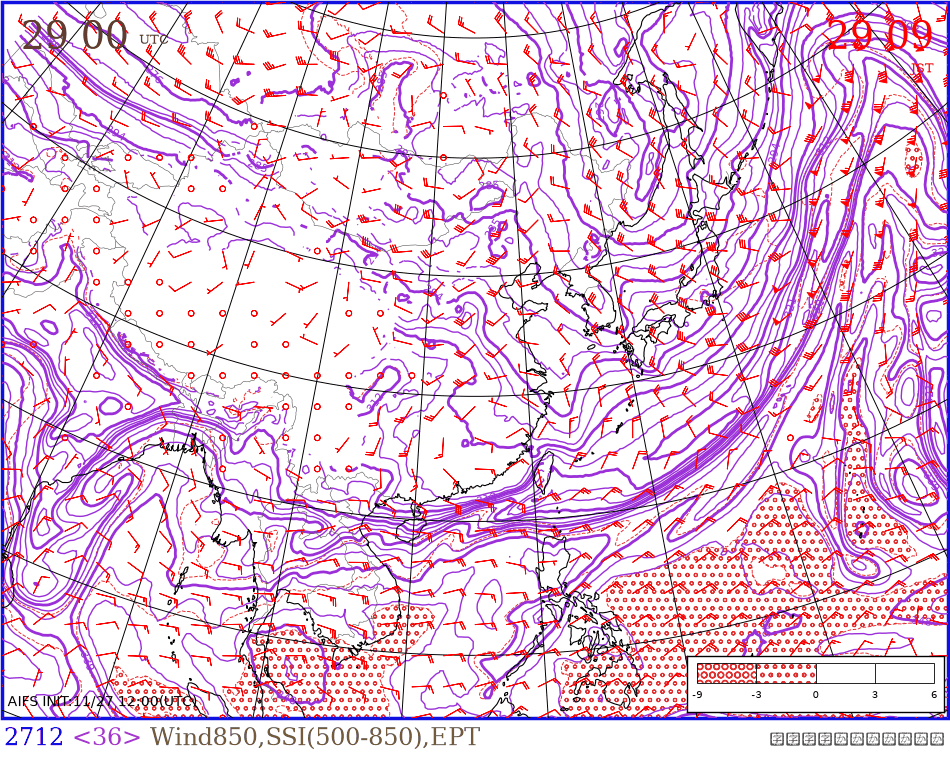 29 00 UTC
29 09
JST
AIFS INIT:11/27 12:00(UTC)
-9 -3 0 3 6
2712 <36> Wind850,SSI(500-850),EPT